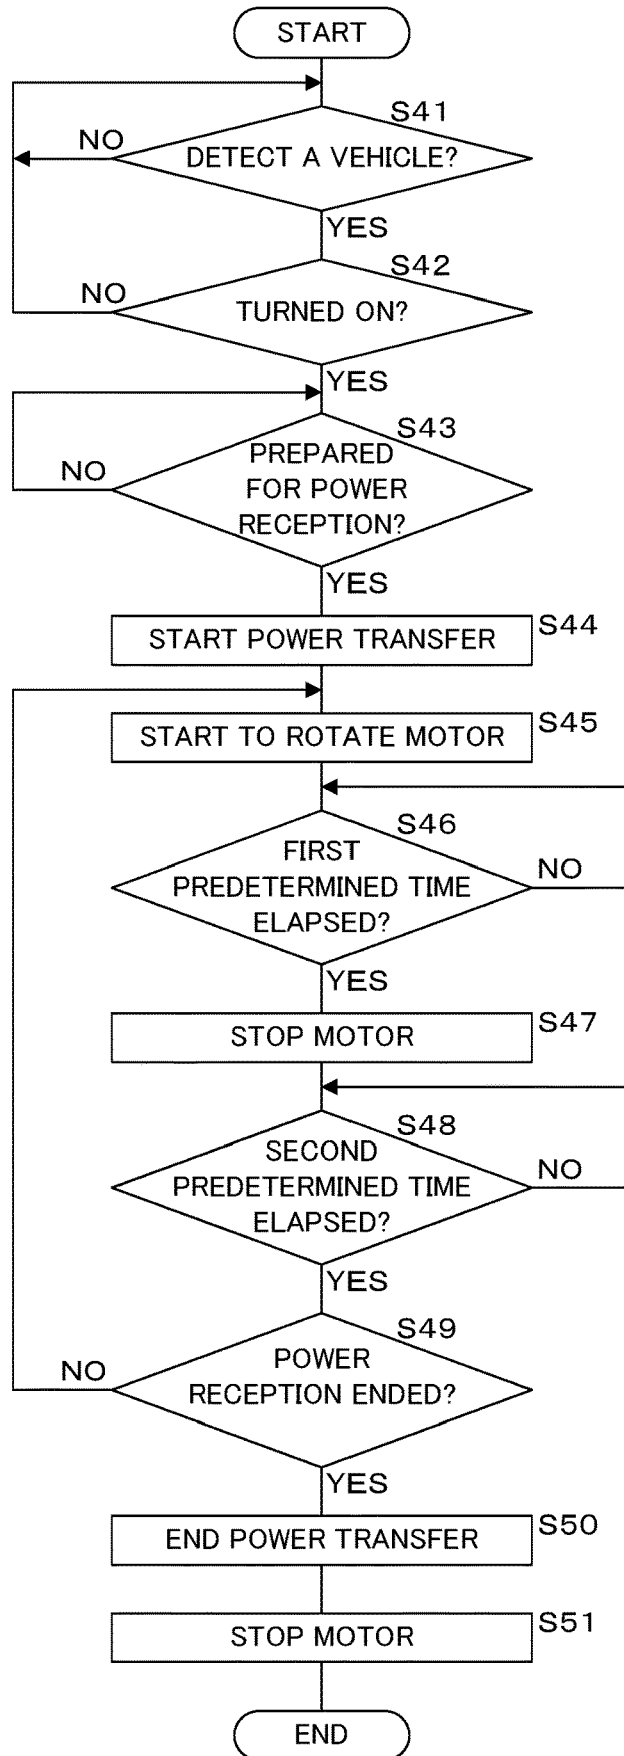 START
S41
NO
DETECT A VEHICLE?
YES
S42
NO
TURNED ON?
YES
S43
NO
PREPARED
FOR POWER
RECEPTION?
YES
START POWER TRANSFER
S44
START TO ROTATE MOTOR
S45
S46
FIRST
PREDETERMINED TIME
ELAPSED?
NO
YES
STOP MOTOR
S47
S48
SECOND
PREDETERMINED TIME
ELAPSED?
NO
YES
S49
NO
POWER
RECEPTION ENDED?
YES
END POWER TRANSFER
S50
STOP MOTOR
S51
END